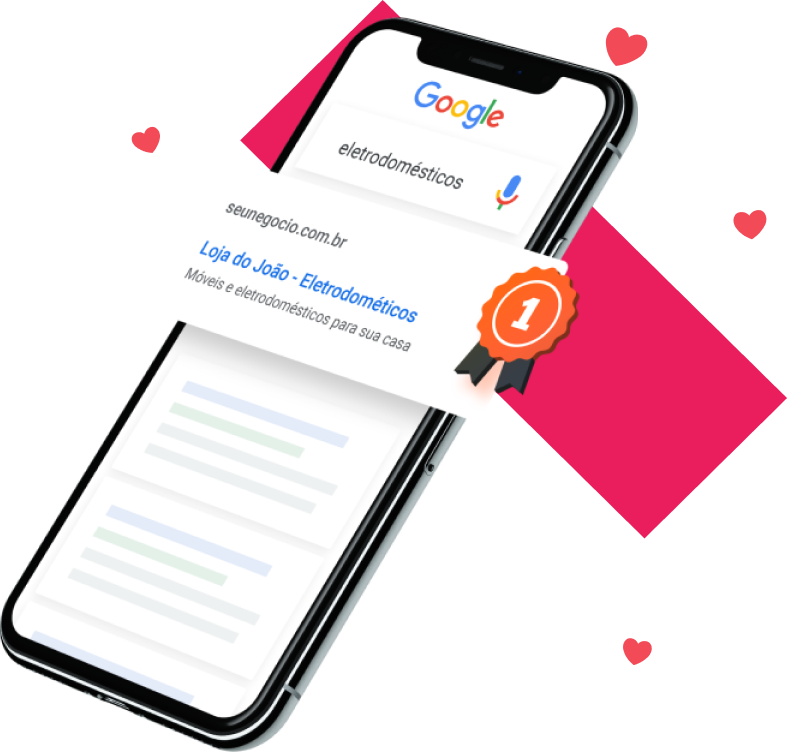 Google
eletrodomésticos
seunegocio.com.br
Loja do João - Eletrodométicos
Móveis e eletrodomésticos para sua casa
1